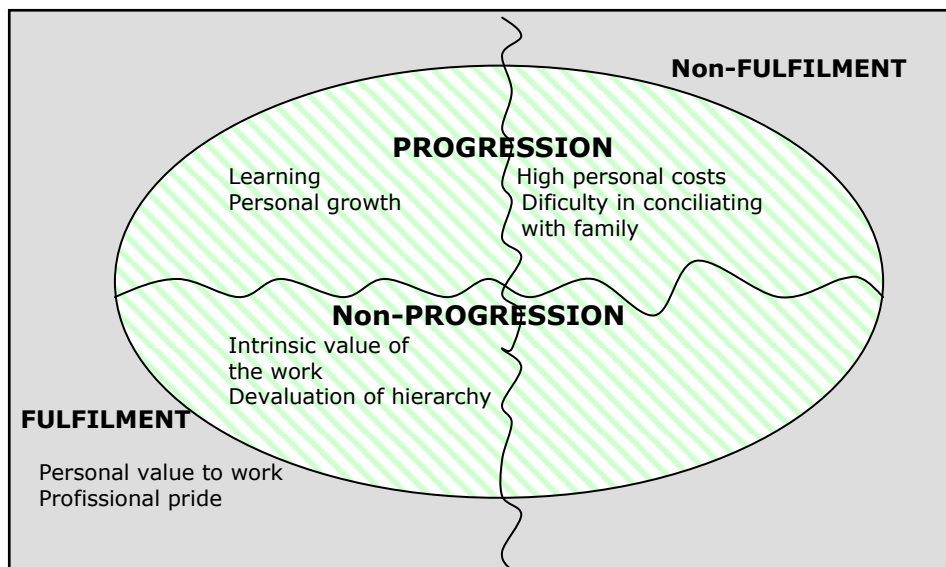 Non-FULFILMENT
PROGRESSION
Learning
Personal growth
High personal costs
Dificulty in conciliating
with family
Non-PROGRESSION
Intrinsic value of
the work
Devaluation of hierarchy
FULFILMENT
Personal value to work
Profissional pride